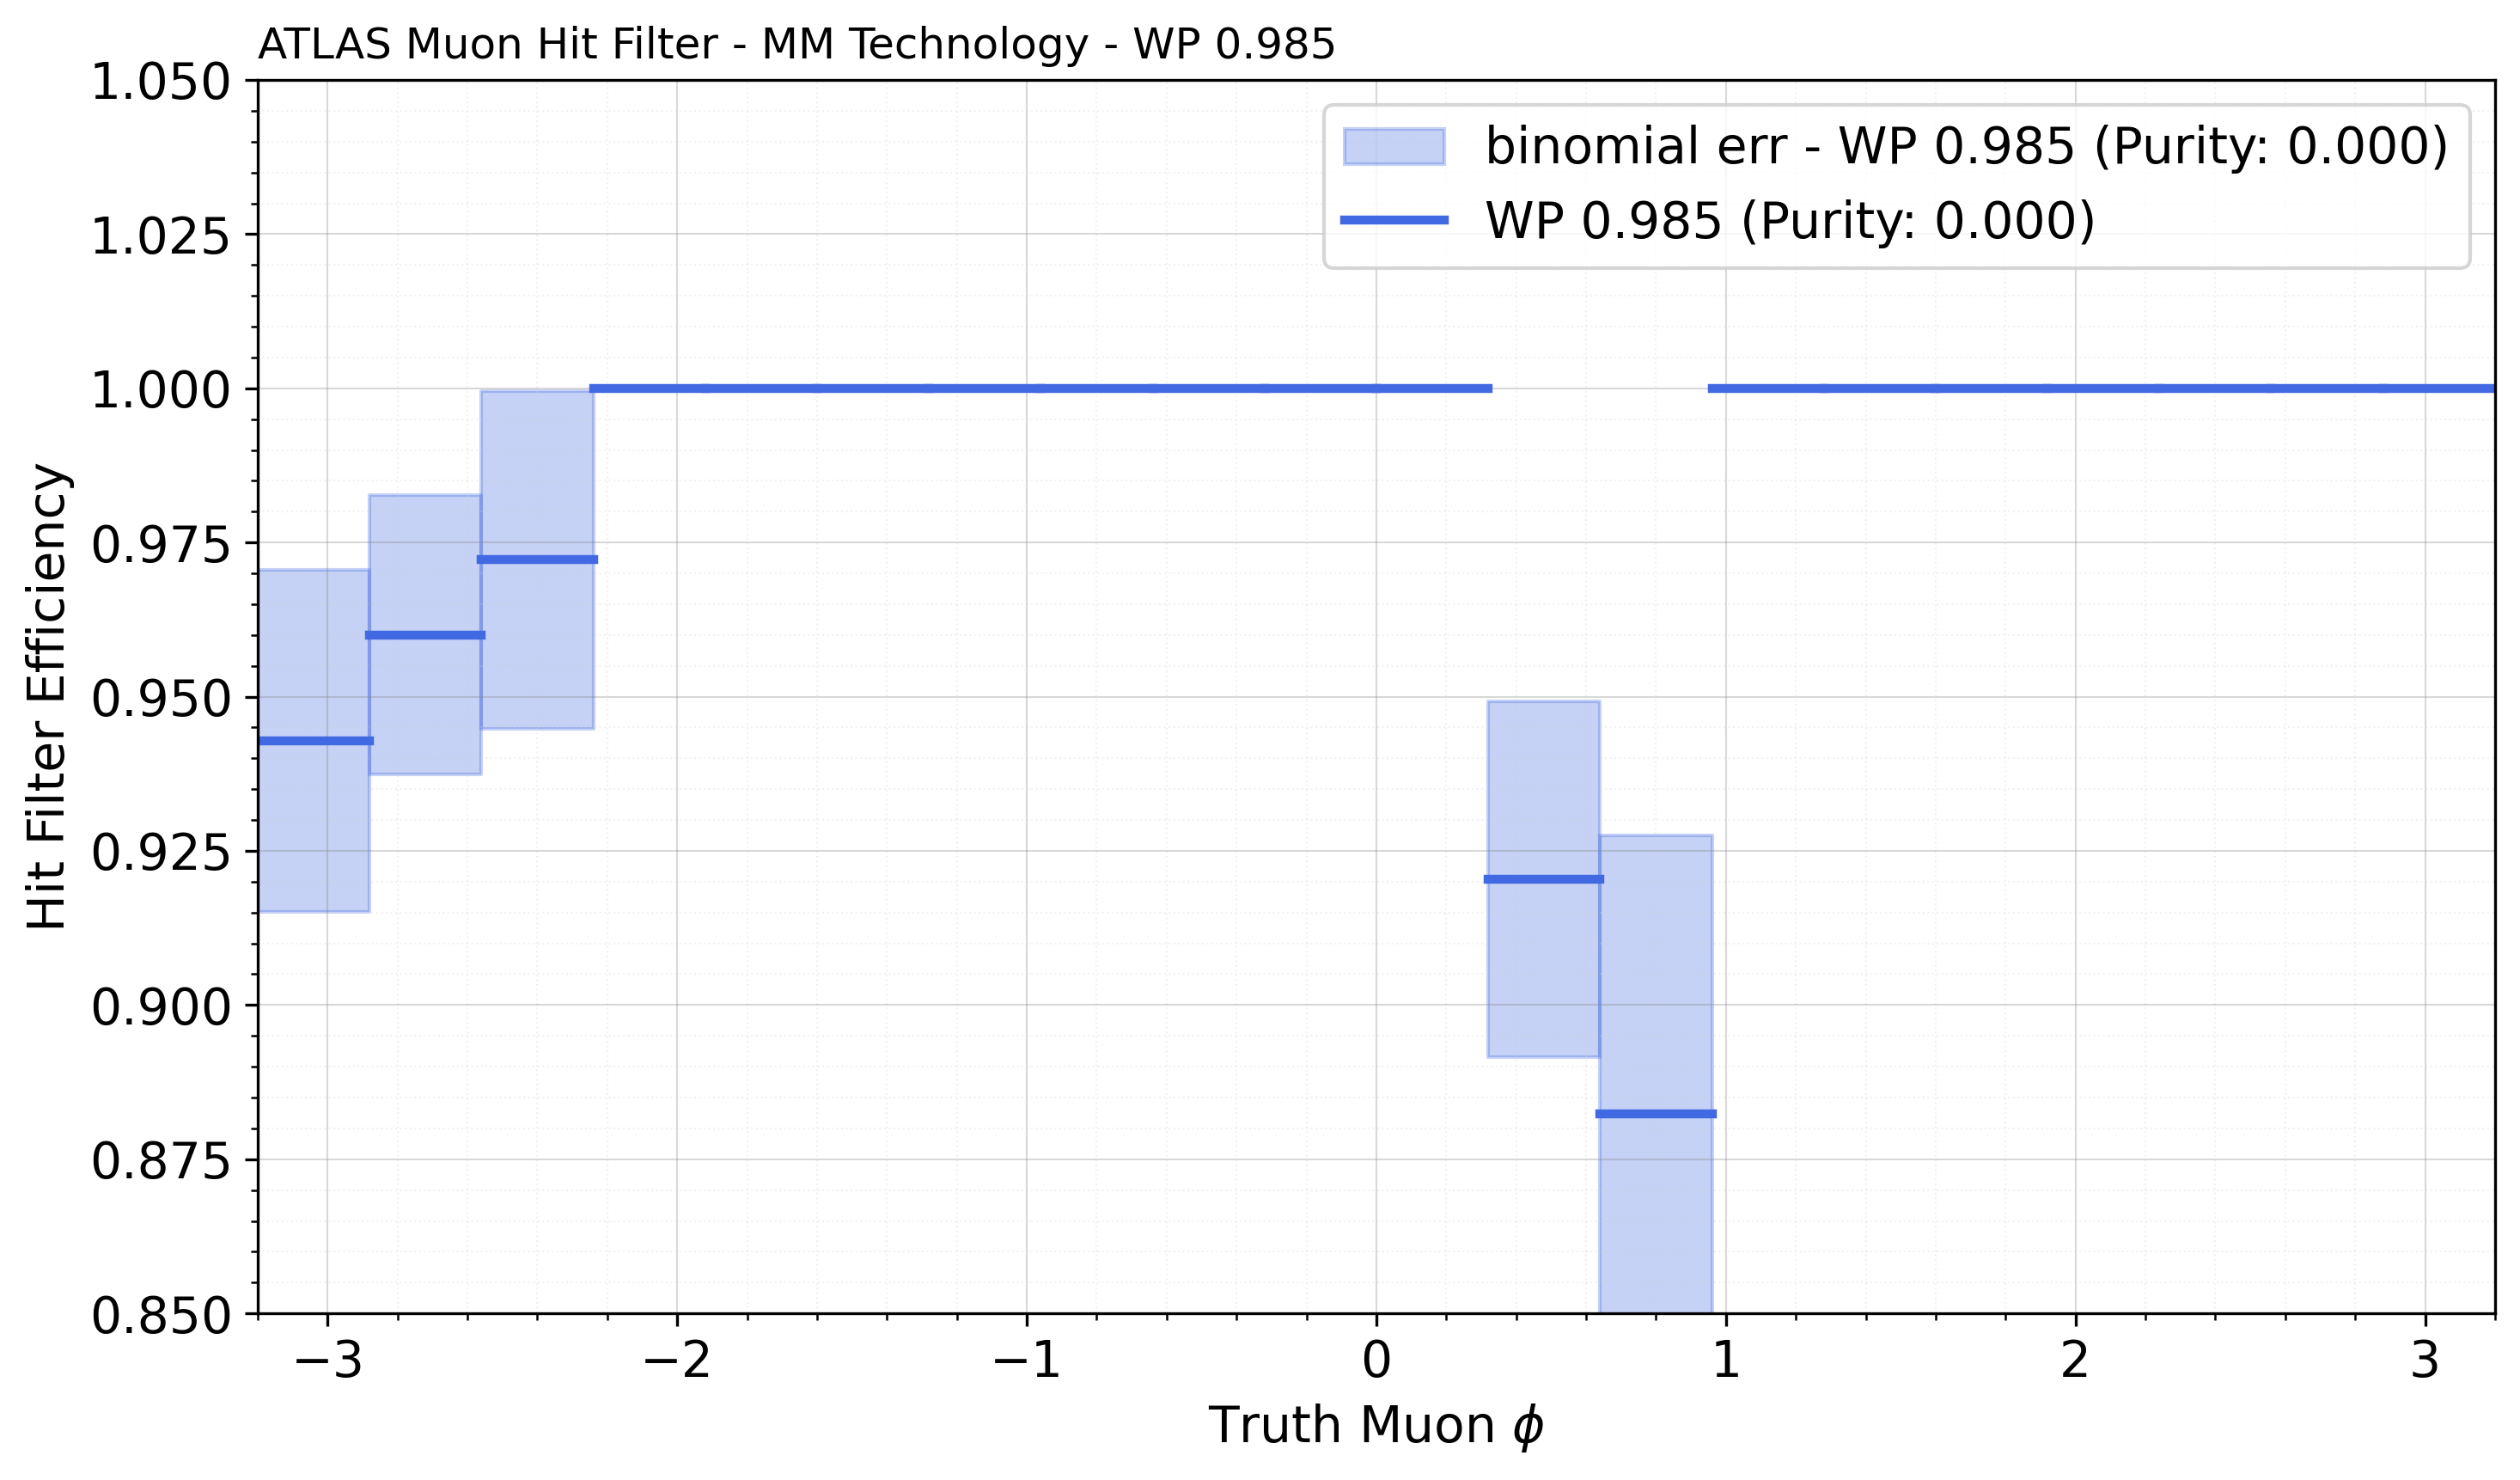 ATLAS Muon Hit Filter - MM Technology - WP 0.985
binomial err - WP 0.985 (Purity: 0.000)
WP 0.985 (Purity: 0.000)
Hit Filter Efficiency
1.050
1.025
1.000
0.975
0.950
0.925
0.900
0.875
0.850
−3 −2 −1 0 1 2 3
Truth Muon ϕ